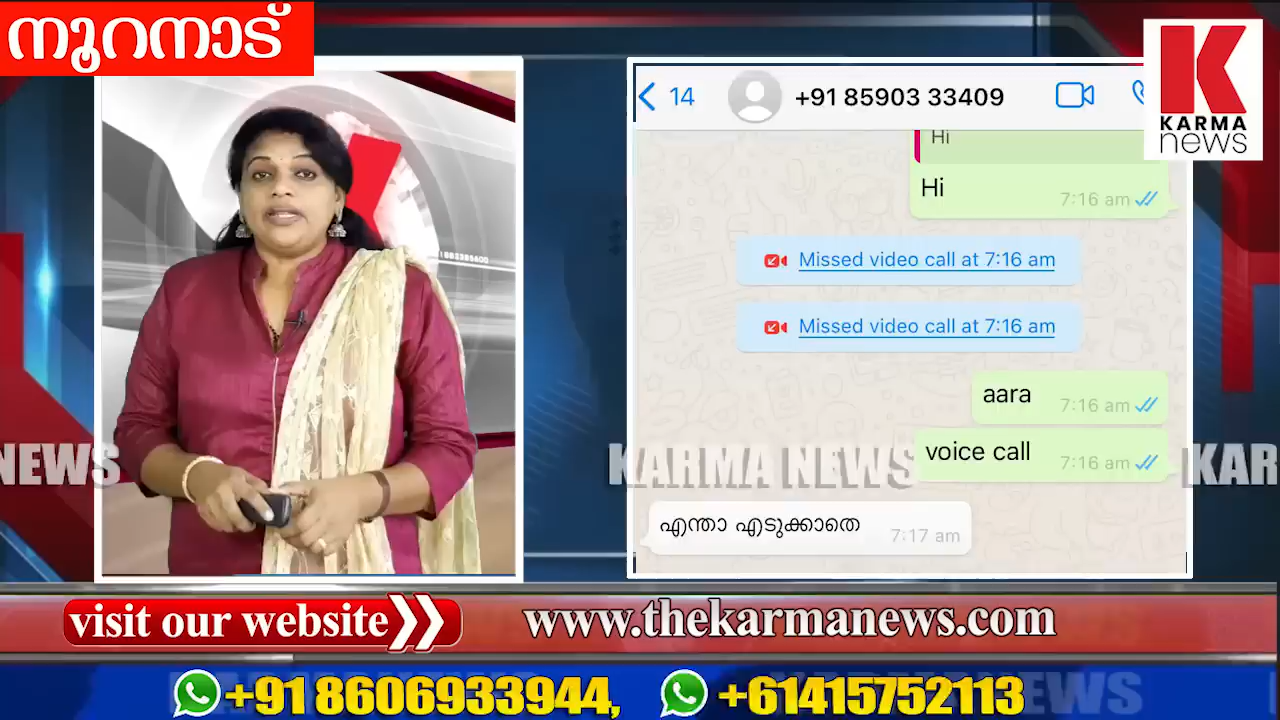 നൂറനാട്
KARMA
news
14
+91 85903 33409
Hi
Hi
7:16 am
Missed video call at 7:16 am
Missed video call at 7:16 am
aara
7:16 am
voice call
7:16 am
എന്താ എടുക്കാതെ
7:17 am
NEWS
KARMA NEWS
KAR
visit our website
www.thekarmanews.com
+91 8606933944,
+61415752113